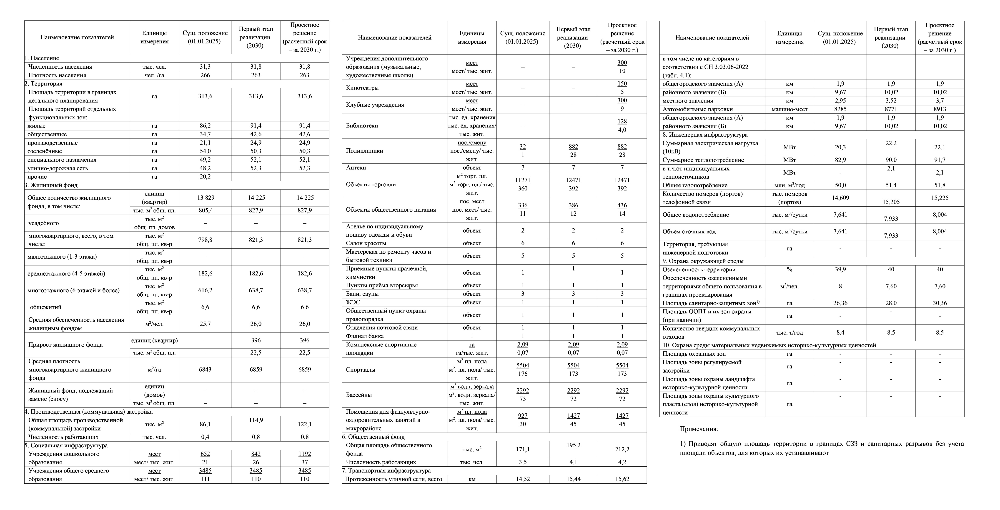 Наименование показателей Единицы измерения Сущ. положение (01.01.2025) Первый этап реализации (2030) Проектное решение (расчетный срок – за 2030 г.)
1. Население
Численность населения тыс. чел. 31,3 31,8 31,8
Плотность населения чел. /га 266 263 263
2. Территория
Площадь территории в границах детального планирования га 313,6 313,6 313,6
Площадь территорий отдельных функциональных зон:
жилые га 86,2 91,4 91,4
общественные га 34,7 42,6 42,6
производственные га 21,1 24,9 24,9
озеленённые га 54,0 50,3 50,3
специального назначения га 49,2 52,1 52,1
улично-дорожная сеть га 48,2 52,3 52,3
прочие га 20,2 – –
3. Жилищный фонд
Общее количество жилищного фонда, в том числе: единиц (квартир) 13 829 14 225 14 225
тыс. м² общ. пл. 805,4 827,9 827,9
усадебного тыс. м² общ. пл. домов – – –
многоквартирного, всего, в том числе: тыс. м² общ. пл. кв-р 798,8 821,3 821,3
малоэтажного (1-3 этажа) тыс. м² общ. пл. кв-р – – –
среднеэтажного (4-5 этажей) тыс. м² общ. пл. кв-р 182,6 182,6 182,6
многоэтажного (6 этажей и более) тыс. м² общ. пл. кв-р 616,2 638,7 638,7
общежитий тыс. м² общ. пл. кв-р 6,6 6,6 6,6
Средняя обеспеченность населения жилищным фондом м²/чел. 25,7 26,0 26,0
Прирост жилищного фонда единиц (квартир) – 396 396
тыс. м² общ. пл. – 22,5 22,5
Средняя плотность многоквартирного жилищного фонда м²/га 6843 6859 6859
Жилищный фонд, подлежащий замене (сносу) единиц (домов) – – –
тыс. м² общ. пл. – – –
4. Производственная (коммунальная) застройка
Общая площадь производственной (коммунальной) застройки тыс. м² 86,1 114,9 122,1
Численность работающих тыс. чел. 0,4 0,8 0,8
5. Социальная инфраструктура
Учреждения дошкольного образования мест 652 842 1192
мест/ тыс. жит. 21 26 37
Учреждения общего среднего образования мест 3485 3485 3485
мест/ тыс. жит. 111 110 110
Наименование показателей Единицы измерения Сущ. положение (01.01.2025) Первый этап реализации (2030) Проектное решение (расчетный срок – за 2030 г.)
Учреждения дополнительного образования (музыкальные, художественные школы) мест – – 300
мест/ тыс. жит. 10
Кинотеатры мест – – 150
мест/ тыс. жит. 5
Клубные учреждения мест – – 300
мест/ тыс. жит. 9
Библиотеки тыс. ед. хранения – – 128
тыс. ед. хранения/ тыс. жит. 4,0
Поликлиники пос./смену 32 882 882
пос./смену/ тыс. жит. 1 28 28
Аптеки объект 7 7 7
Объекты торговли м² торг. пл. 11271 12471 12471
м² торг. пл./ тыс. жит. 360 392 392
Объекты общественного питания пос. мест 336 386 436
пос. мест/ тыс. жит. 11 12 14
Ателье по индивидуальному пошиву одежды и обуви объект 2 2 2
Салон красоты объект 6 6 6
Мастерская по ремонту часов и бытовой техники объект 5 5 5
Приемные пункты прачечной, химчистки объект 1 1 1
Пункты приёма вторсырья объект 1 1 1
Бани, сауны объект 3 3 3
ЖЭС объект 1 1 1
Общественный пункт охраны правопорядка объект 1 1 1
Отделения почтовой связи объект 1 1 1
Филиал банка 1 1 1 1
Комплексные спортивные площадки га 2,09 2,09 2,09
га/тыс. жит. 0,07 0,07 0,07
Спортзалы м² пл. пола 5504 5504 5504
м². пл. пола/ тыс. жит. 176 173 173
Бассейны м² водн. зеркала 2292 2292 2292
м². водн. зеркала/ тыс. жит. 73 72 72
Помещения для физкультурно-оздоровительных занятий в микрорайоне м² пл. пола 927 1427 1427
м². пл. пола/ тыс. жит. 30 45 45
6. Общественный фонд
Общая площадь общественного фонда тыс. м² 171,1 195,2 212,2
Численность работающих тыс. чел. 3,5 4,1 4,2
7. Транспортная инфраструктура
Протяженность уличной сети, всего км 14,52 15,44 15,62
Наименование показателей Единицы измерения Сущ. положение (01.01.2025) Первый этап реализации (2030) Проектное решение (расчетный срок – за 2030 г.)
в том числе по категориям в соответствии с СН 3.03.06-2022 (табл. 4.1):
общегородского значения (А) км 1,9 1,9 1,9
районного значения (Б) км 9,67 10,02 10,02
местного значения км 2,95 3.52 3,7
Автомобильные парковки машино-мест 8285 8771 8913
общегородского значения (А) км 1,9 1,9 1,9
районного значения (Б) км 9,67 10,02 10,02
8. Инженерная инфраструктура
Суммарная электрическая нагрузка (10кВ) МВт 20,3 22,2 22,1
Суммарное теплопотребление МВт 82,9 90,0 91,7
в т.ч.от индивидуальных теплоисточников МВт - 2,1 2,1
Общее газопотребление млн. м³/год 50,0 51,4 51,8
Количество номеров (портов) телефонной связи тыс. номеров (портов) 14,609 15,205 15,225
Общее водопотребление тыс. м³/сутки 7,641 7,933 8,004
Объем сточных вод тыс. м³/сутки 7,641 7,933 8,004
Территория, требующая инженерной подготовки га - - -
9. Охрана окружающей среды
Озелененность территории % 39,9 40 40
Обеспеченность озелененными территориями общего пользования в границах проектирования м²/чел. 8 7,60 7,60
Площадь санитарно-защитных зон¹⁾ га 26,36 28,0 30,36
Площадь ООПТ и их зон охраны (при наличии) га - - -
Количество твердых коммунальных отходов тыс. т/год 8.4 8.5 8.5
10. Охрана среды материальных недвижимых историко-культурных ценностей
Площадь охранных зон га - - -
Площадь зоны регулируемой застройки га - - -
Площадь зоны охраны ландшафта историко-культурной ценности га - - -
Площадь зоны охраны культурного пласта (слоя) историко-культурной ценности га - - -
Примечания:
1) Приводят общую площадь территории в границах СЗЗ и санитарных разрывов без учета
площади объектов, для которых их устанавливают